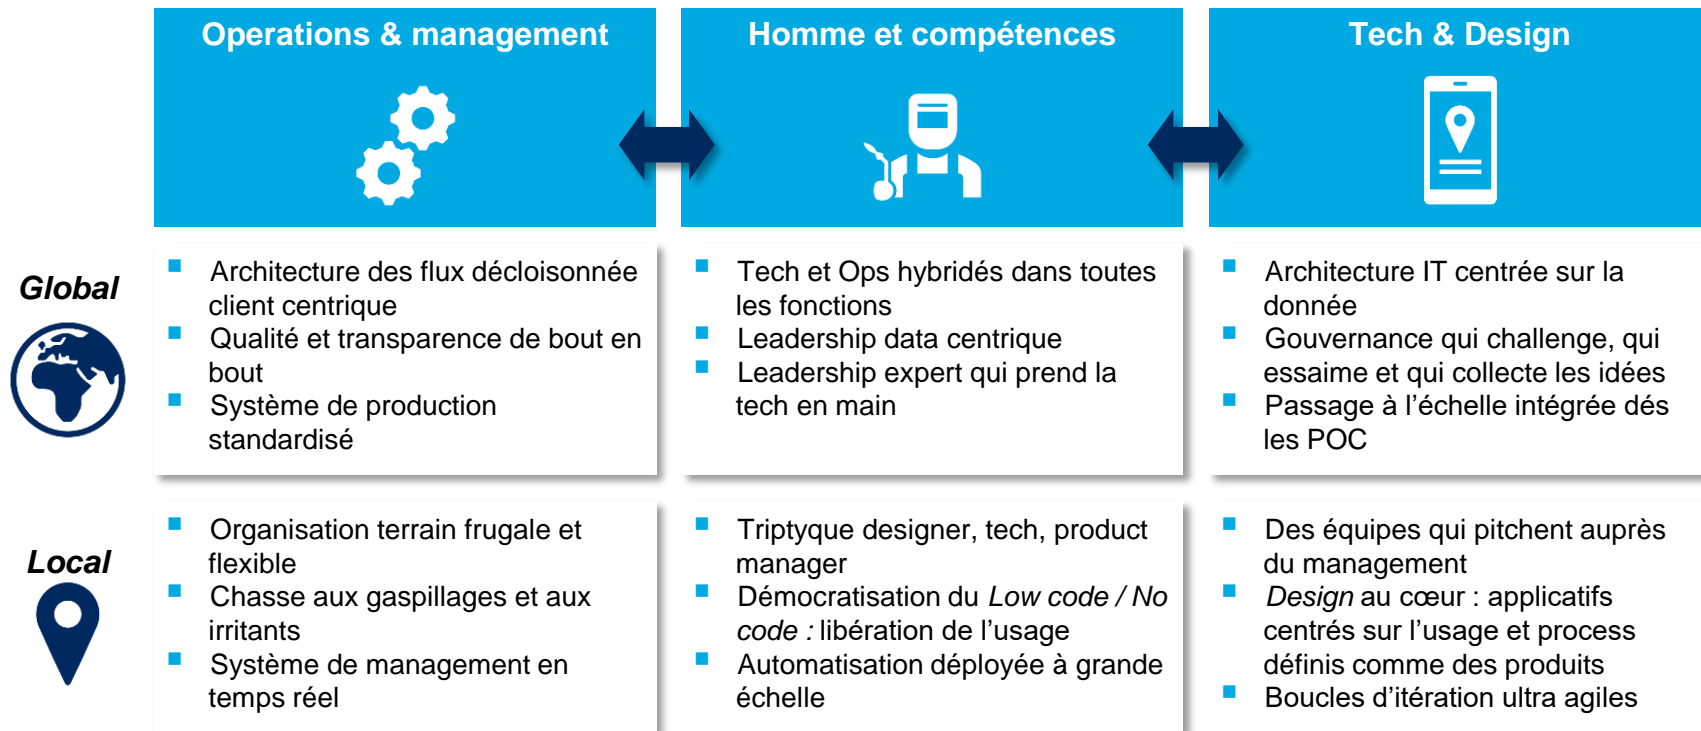 Operations & management
Homme et compétences
Tech & Design
Global
Architecture des flux décloisonnée
client centrique
Qualité et transparence de bout en
bout
Système de production
standardisé
Tech et Ops hybridés dans toutes
les fonctions
Leadership data centrique
Leadership expert qui prend la
tech en main
Architecture IT centrée sur la
donnée
Gouvernance qui challenge, qui
essaime et qui collecte les idées
Passage à l’échelle intégrée dés
les POC
Local
Organisation terrain frugale et
flexible
Chasse aux gaspillages et aux
irritants
Système de management en
temps réel
Triptyque designer, tech, product
manager
Démocratisation du Low code / No
code : libération de l’usage
Automatisation déployée à grande
échelle
Des équipes qui pitchent auprès
du management
Design au cœur : applicatifs
centrés sur l’usage et process
définis comme des produits
Boucles d’itération ultra agiles